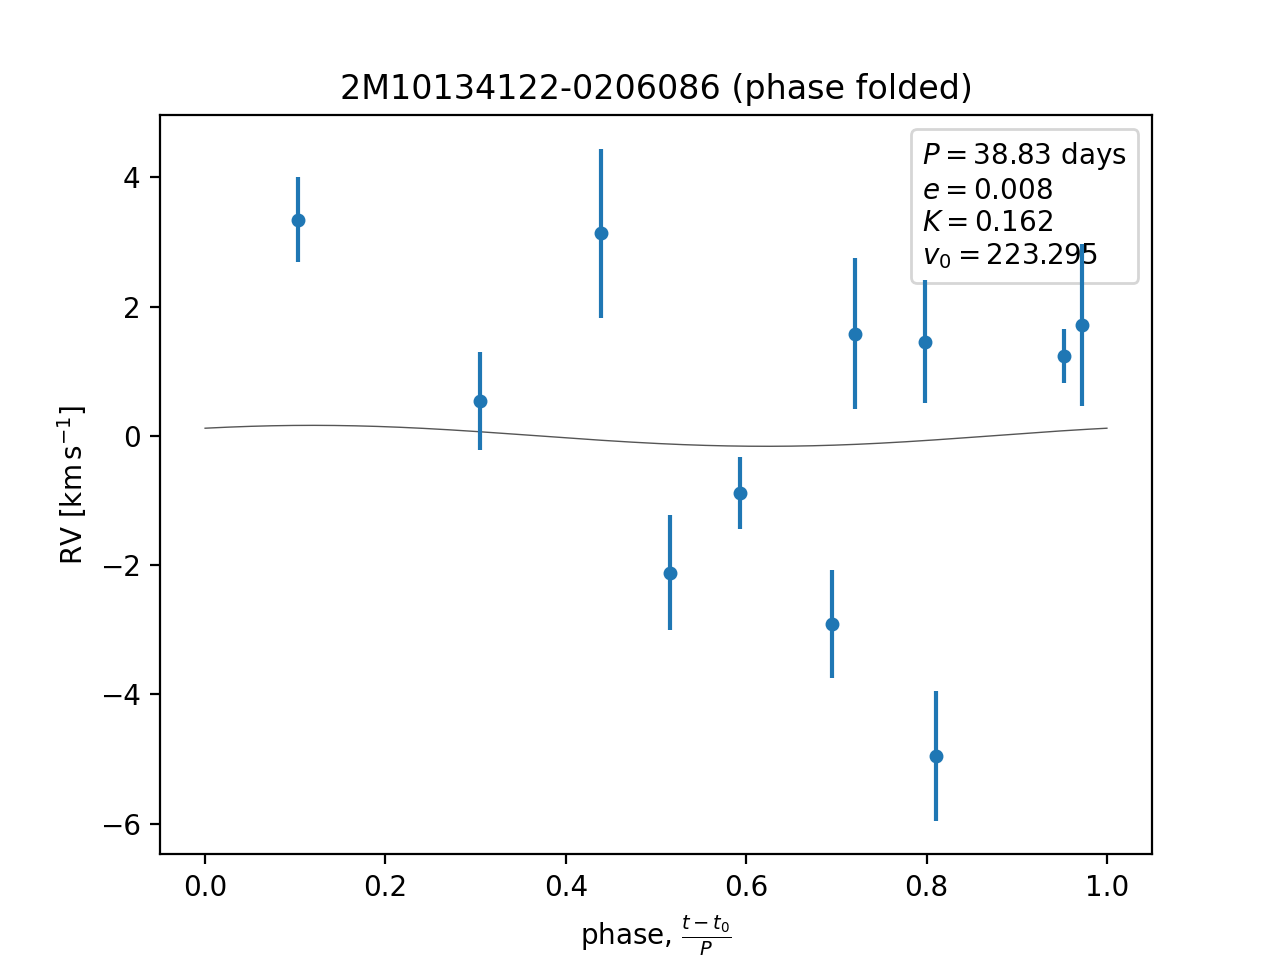 2M10134122-0206086 (phase folded)
P = 38.83 days
e = 0.008
K = 0.162
v₀ = 223.295
4
2
0
−2
−4
−6
RV [km s⁻¹]
0.0 0.2 0.4 0.6 0.8 1.0
phase, (t − t₀)/P